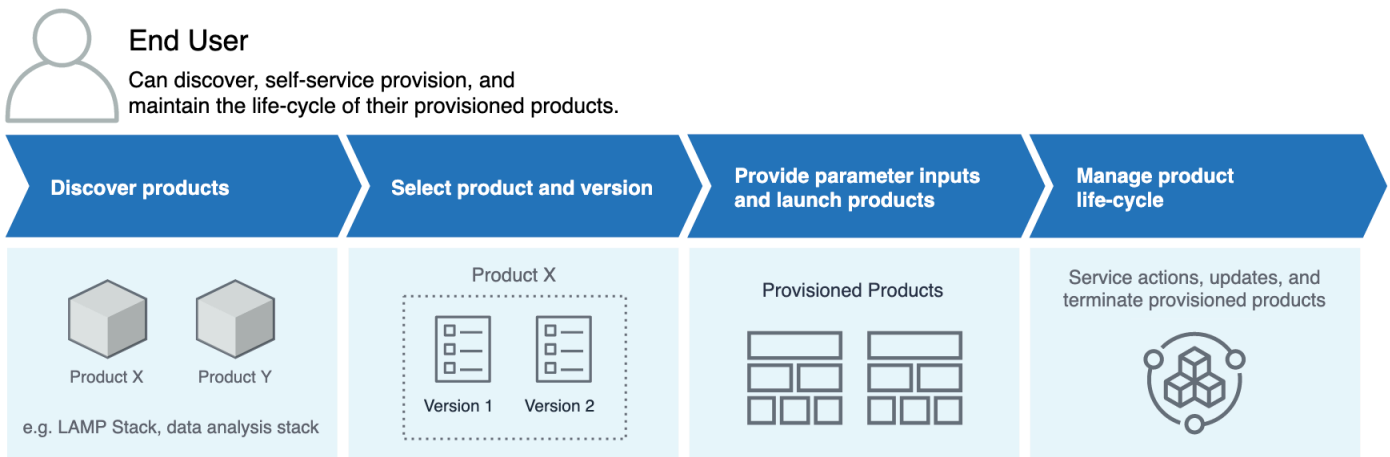 End User
Can discover, self-service provision, and
maintain the life-cycle of their provisioned products.
Discover products
Select product and version
Provide parameter inputs
and launch products
Manage product
life-cycle
Product X
Product Y
e.g. LAMP Stack, data analysis stack
Product X
Version 1
Version 2
Provisioned Products
Service actions, updates, and
terminate provisioned products